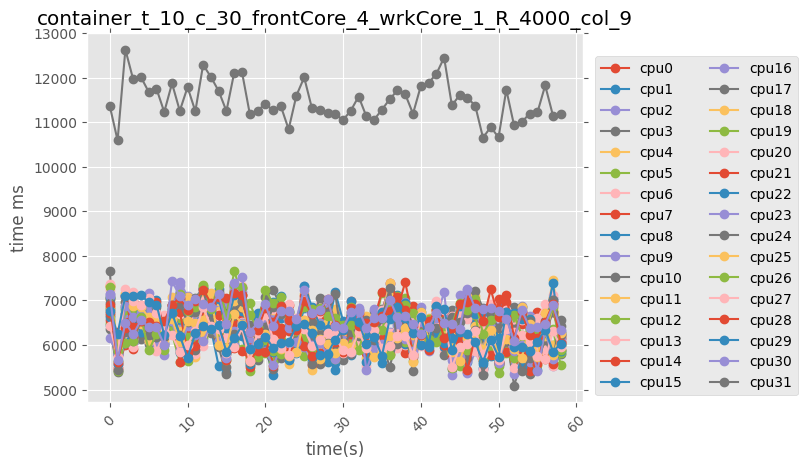 container_t_10_c_30_frontCore_4_wrkCore_1_R_4000_col_9
13000
12000
11000
10000
9000
8000
7000
6000
5000
time ms
0
10
20
30
40
50
60
time(s)
cpu0
cpu1
cpu2
cpu3
cpu4
cpu5
cpu6
cpu7
cpu8
cpu9
cpu10
cpu11
cpu12
cpu13
cpu14
cpu15
cpu16
cpu17
cpu18
cpu19
cpu20
cpu21
cpu22
cpu23
cpu24
cpu25
cpu26
cpu27
cpu28
cpu29
cpu30
cpu31